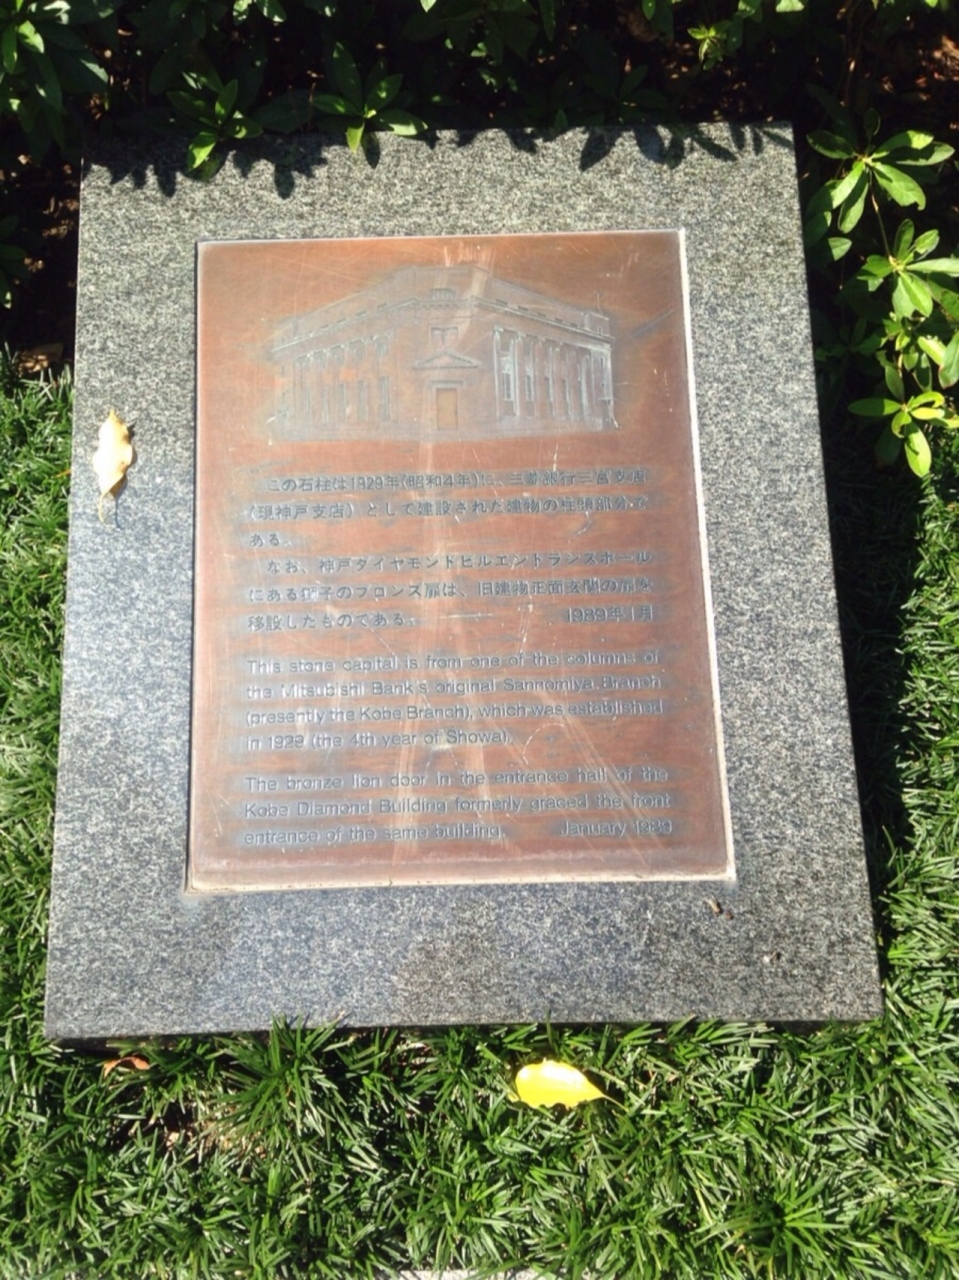 この石柱は1929年(昭和4年)に、三菱銀行三宮支店
(現神戸支店)として建設された建物の柱頭部分で
ある。
なお、神戸ダイヤモンドビルエントランスホール
にある獅子のブロンズ扉は、旧建物正面玄関の扉を
移設したものである。 1989年1月
This stone capital is from one of the columns of
the Mitsubishi Bank's original Sannomiya Branch
(presently the Kobe Branch), which was established
in 1929 (the 4th year of Showa).
The bronze lion door in the entrance hall of the
Kobe Diamond Building formerly graced the front
entrance of the same building. January 1989